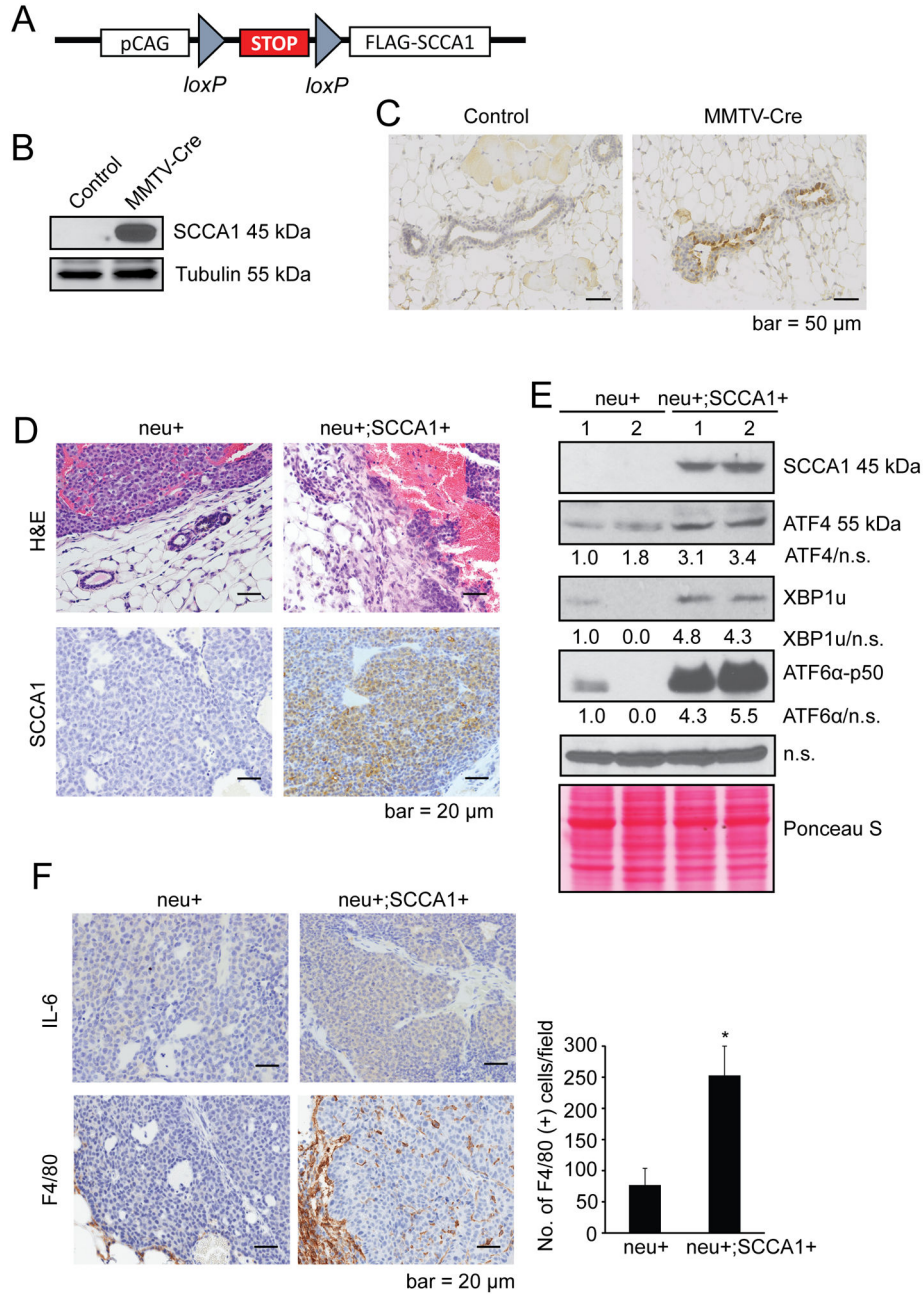 A
pCAG
STOP
FLAG-SCCA1
loxP
loxP
B
Control
MMTV-Cre
SCCA1 45 kDa
Tubulin 55 kDa
C
Control
MMTV-Cre
bar = 50 µm
D
neu+
neu+;SCCA1+
H&E
SCCA1
bar = 20 µm
E
neu+
neu+;SCCA1+
1 2 1 2
SCCA1 45 kDa
ATF4 55 kDa
1.0 1.8 3.1 3.4 ATF4/n.s.
XBP1u
1.0 0.0 4.8 4.3 XBP1u/n.s.
ATF6α-p50
1.0 0.0 4.3 5.5 ATF6α/n.s.
n.s.
Ponceau S
F
neu+
neu+;SCCA1+
IL-6
F4/80
bar = 20 µm
No. of F4/80 (+) cells/field
300
250
200
150
100
50
0
*
neu+
neu+;SCCA1+